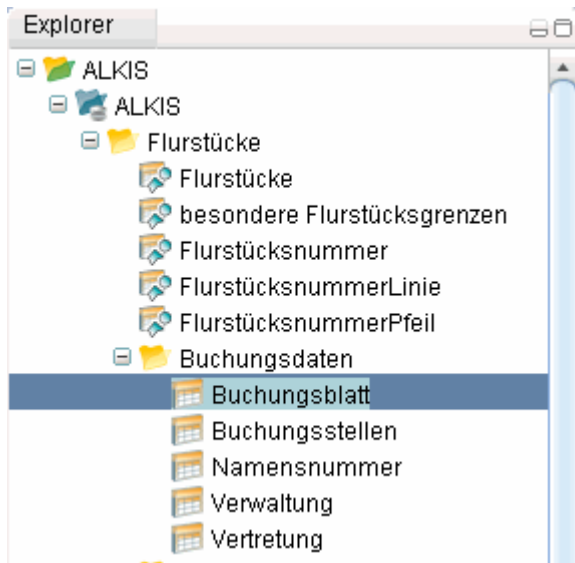 Explorer
ALKIS
ALKIS
Flurstücke
Flurstücke
besondere Flurstücksgrenzen
Flurstücksnummer
FlurstücksnummerLinie
FlurstücksnummerPfeil
Buchungsdaten
Buchungsblatt
Buchungsstellen
Namensnummer
Verwaltung
Vertretung